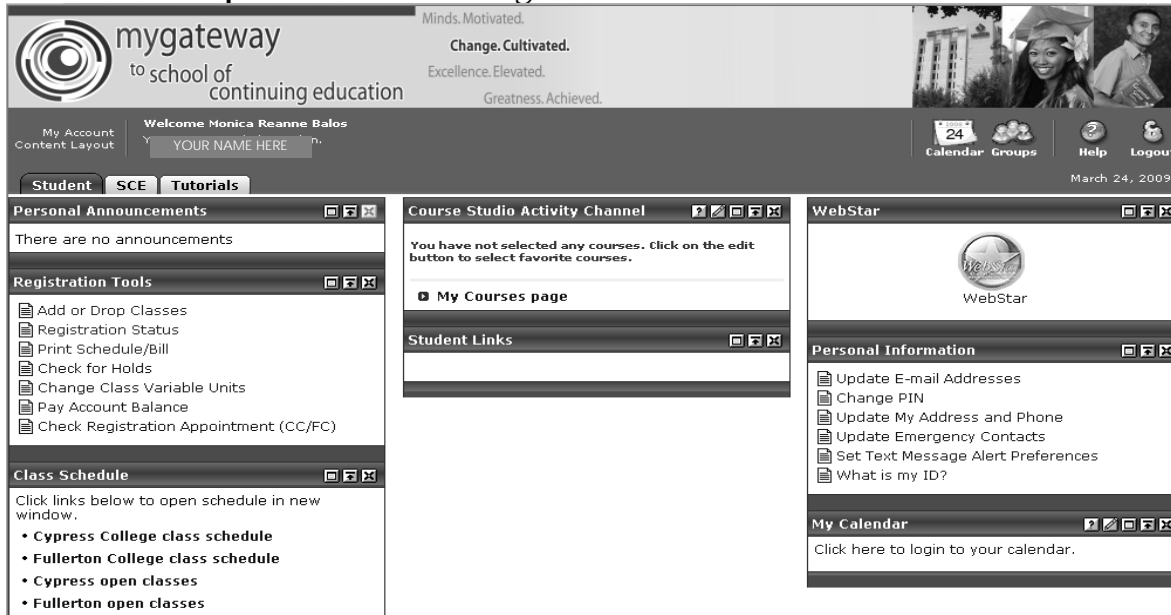 mygateway
to school of
continuing education
Minds. Motivated.
Change. Cultivated.
Excellence. Elevated.
Greatness. Achieved.
My Account
Content Layout
Welcome Monica Reanne Balos
YOUR NAME HERE
24
Calendar Groups Help Logout
Student SCE Tutorials
March 24, 2009
Personal Announcements
There are no announcements
Registration Tools
Add or Drop Classes
Registration Status
Print Schedule/Bill
Check for Holds
Change Class Variable Units
Pay Account Balance
Check Registration Appointment (CC/FC)
Class Schedule
Click links below to open schedule in new
window.
• Cypress College class schedule
• Fullerton College class schedule
• Cypress open classes
• Fullerton open classes
Course Studio Activity Channel
You have not selected any courses. Click on the edit
button to select favorite courses.
My Courses page
Student Links
WebStar
WebStar
WebStar
Personal Information
Update E-mail Addresses
Change PIN
Update My Address and Phone
Update Emergency Contacts
Set Text Message Alert Preferences
What is my ID?
My Calendar
Click here to login to your calendar.